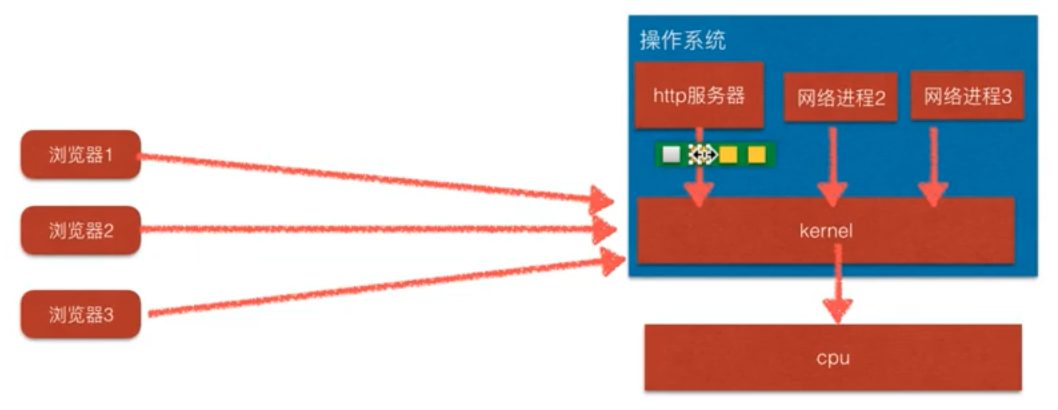 操作系统
http服务器
网络进程2
网络进程3
浏览器1
浏览器2
kernel
浏览器3
cpu